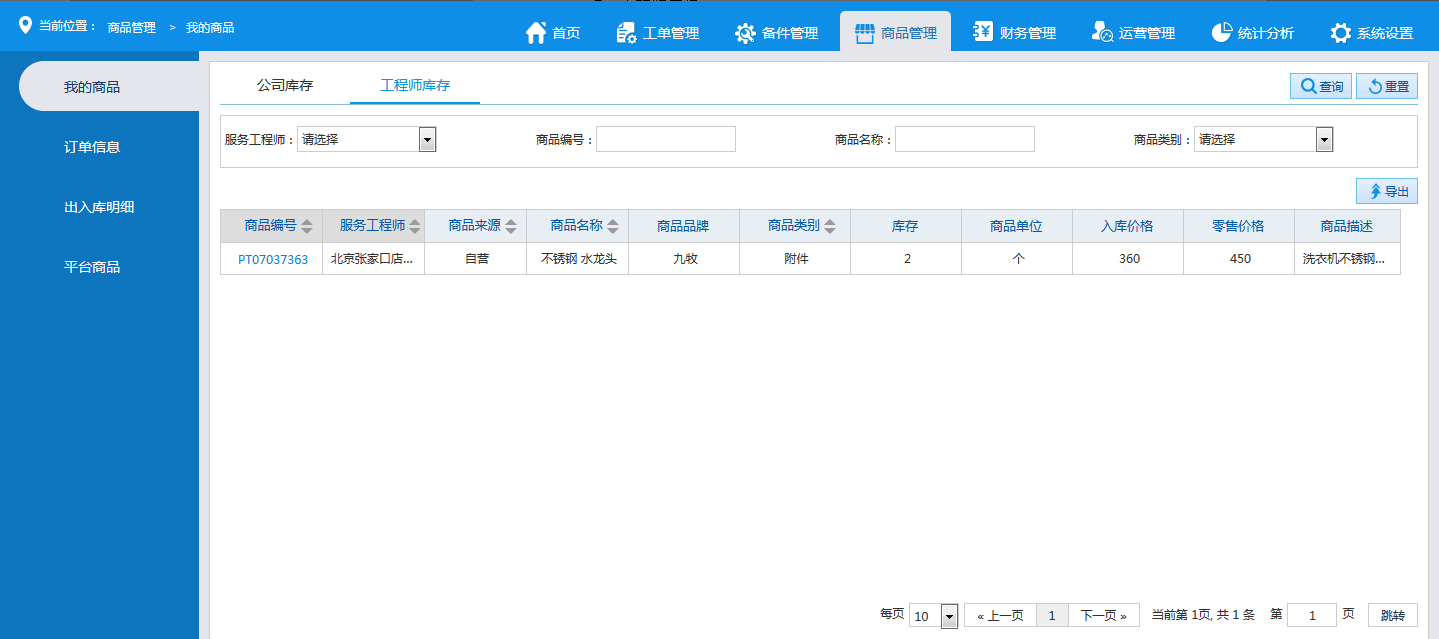 当前位置： 商品管理 > 我的商品
首页 工单管理 备件管理 商品管理 财务管理 运营管理 统计分析 系统设置
我的商品
订单信息
出入库明细
平台商品
公司库存 工程师库存 查询 重置
服务工程师： 请选择 商品编号： 商品名称： 商品类别： 请选择
导出
商品编号 服务工程师 商品来源 商品名称 商品品牌 商品类别 库存 商品单位 入库价格 零售价格 商品描述
PT07037363 北京张家口店... 自营 不锈钢 水龙头 九牧 附件 2 个 360 450 洗衣机不锈钢...
每页 10 « 上一页 1 下一页 » 当前第 1页, 共 1 条 第 1 页 跳转